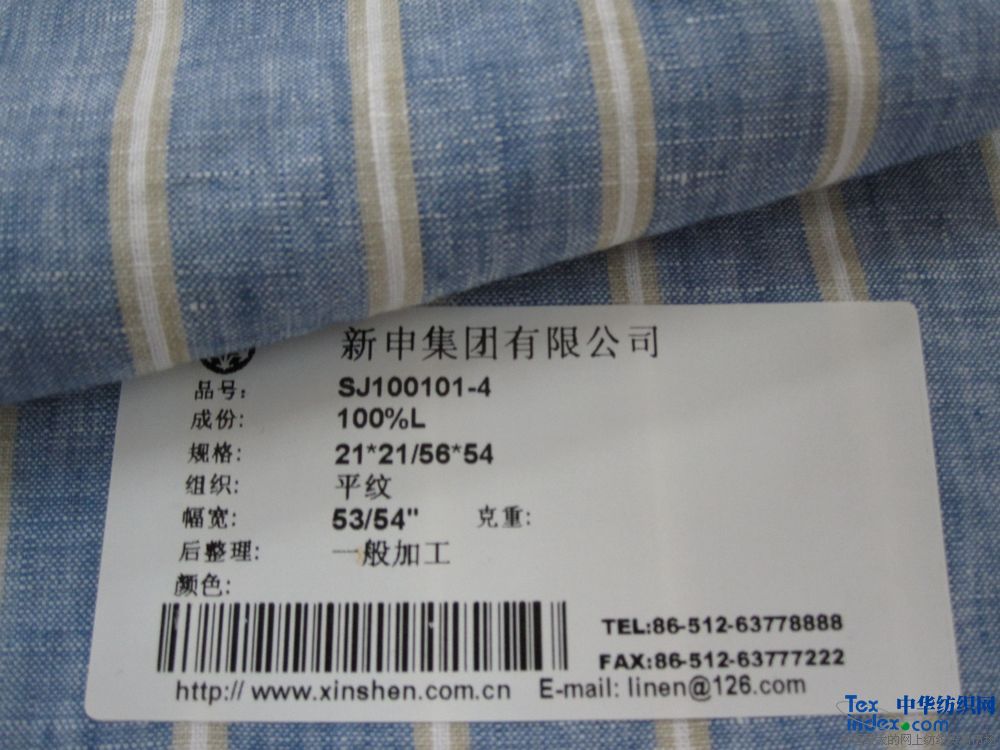 新申集团有限公司
品号: SJ100101-4
成份: 100%L
规格: 21*21/56*54
组织: 平纹
幅宽: 53/54" 克重:
后整理: 一般加工
颜色:
TEL:86-512-63778888
FAX:86-512-63777222
http:// www.xinshen.com.cn E-mail: linen@126.com
Tex 中华纺织网
index.com